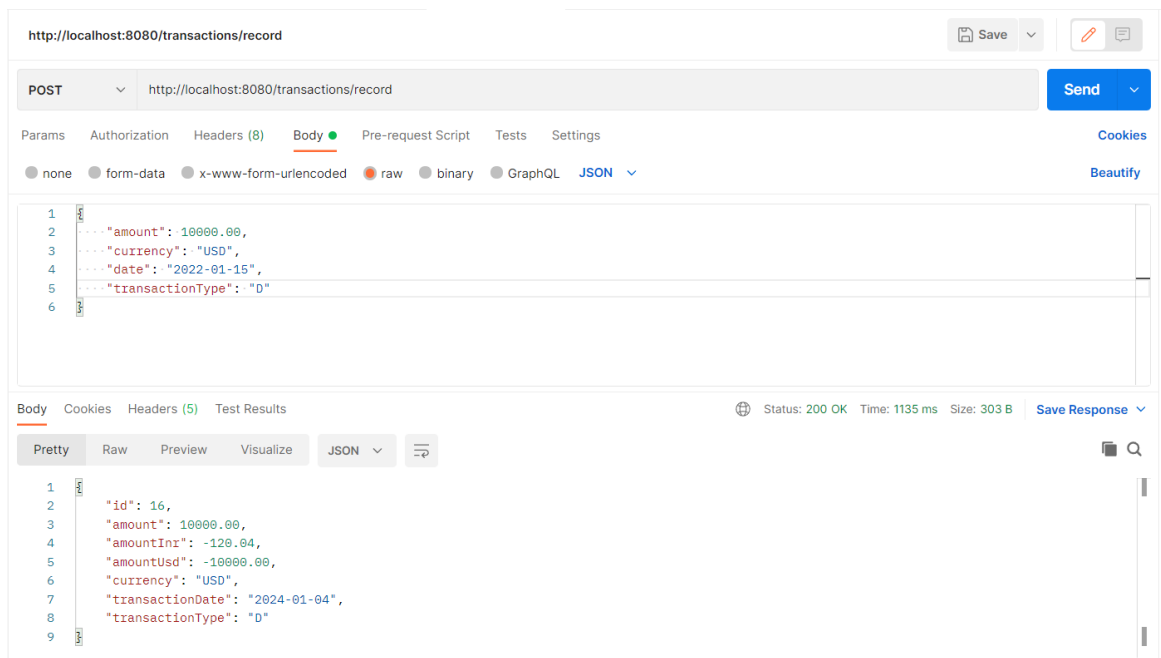 http://localhost:8080/transactions/record
Save
POST
http://localhost:8080/transactions/record
Send
Params Authorization Headers (8) Body Pre-request Script Tests Settings Cookies
none form-data x-www-form-urlencoded raw binary GraphQL JSON Beautify
1 {
2 "amount": 10000.00,
3 "currency": "USD",
4 "date": "2022-01-15",
5 "transactionType": "D"
6 }
Body Cookies Headers (5) Test Results Status: 200 OK Time: 1135 ms Size: 303 B Save Response
Pretty Raw Preview Visualize JSON
1 {
2 "id": 16,
3 "amount": 10000.00,
4 "amountInr": -120.04,
5 "amountUsd": -10000.00,
6 "currency": "USD",
7 "transactionDate": "2024-01-04",
8 "transactionType": "D"
9 }